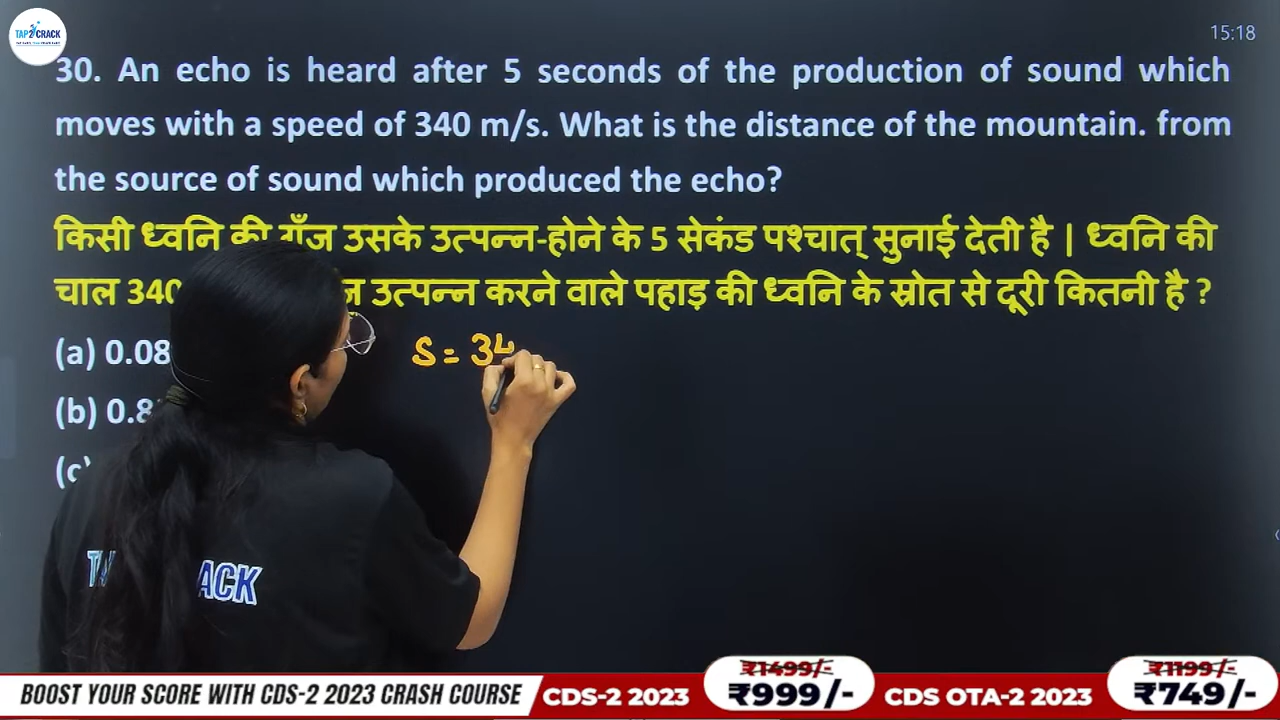 TAP2CRACK
15:18
30. An echo is heard after 5 seconds of the production of sound which
moves with a speed of 340 m/s. What is the distance of the mountain. from
the source of sound which produced the echo?
किसी ध्वनि की गूँज उसके उत्पन्न-होने के 5 सेकंड पश्चात् सुनाई देती है | ध्वनि की
चाल 340 उत्पन्न करने वाले पहाड़ की ध्वनि के स्रोत से दूरी कितनी है ?
(a) 0.08
S = 34
(b) 0.8
(c)
ACK
BOOST YOUR SCORE WITH CDS-2 2023 CRASH COURSE CDS-2 2023 ₹1499/- ₹999/- CDS OTA-2 2023 ₹1199/- ₹749/-